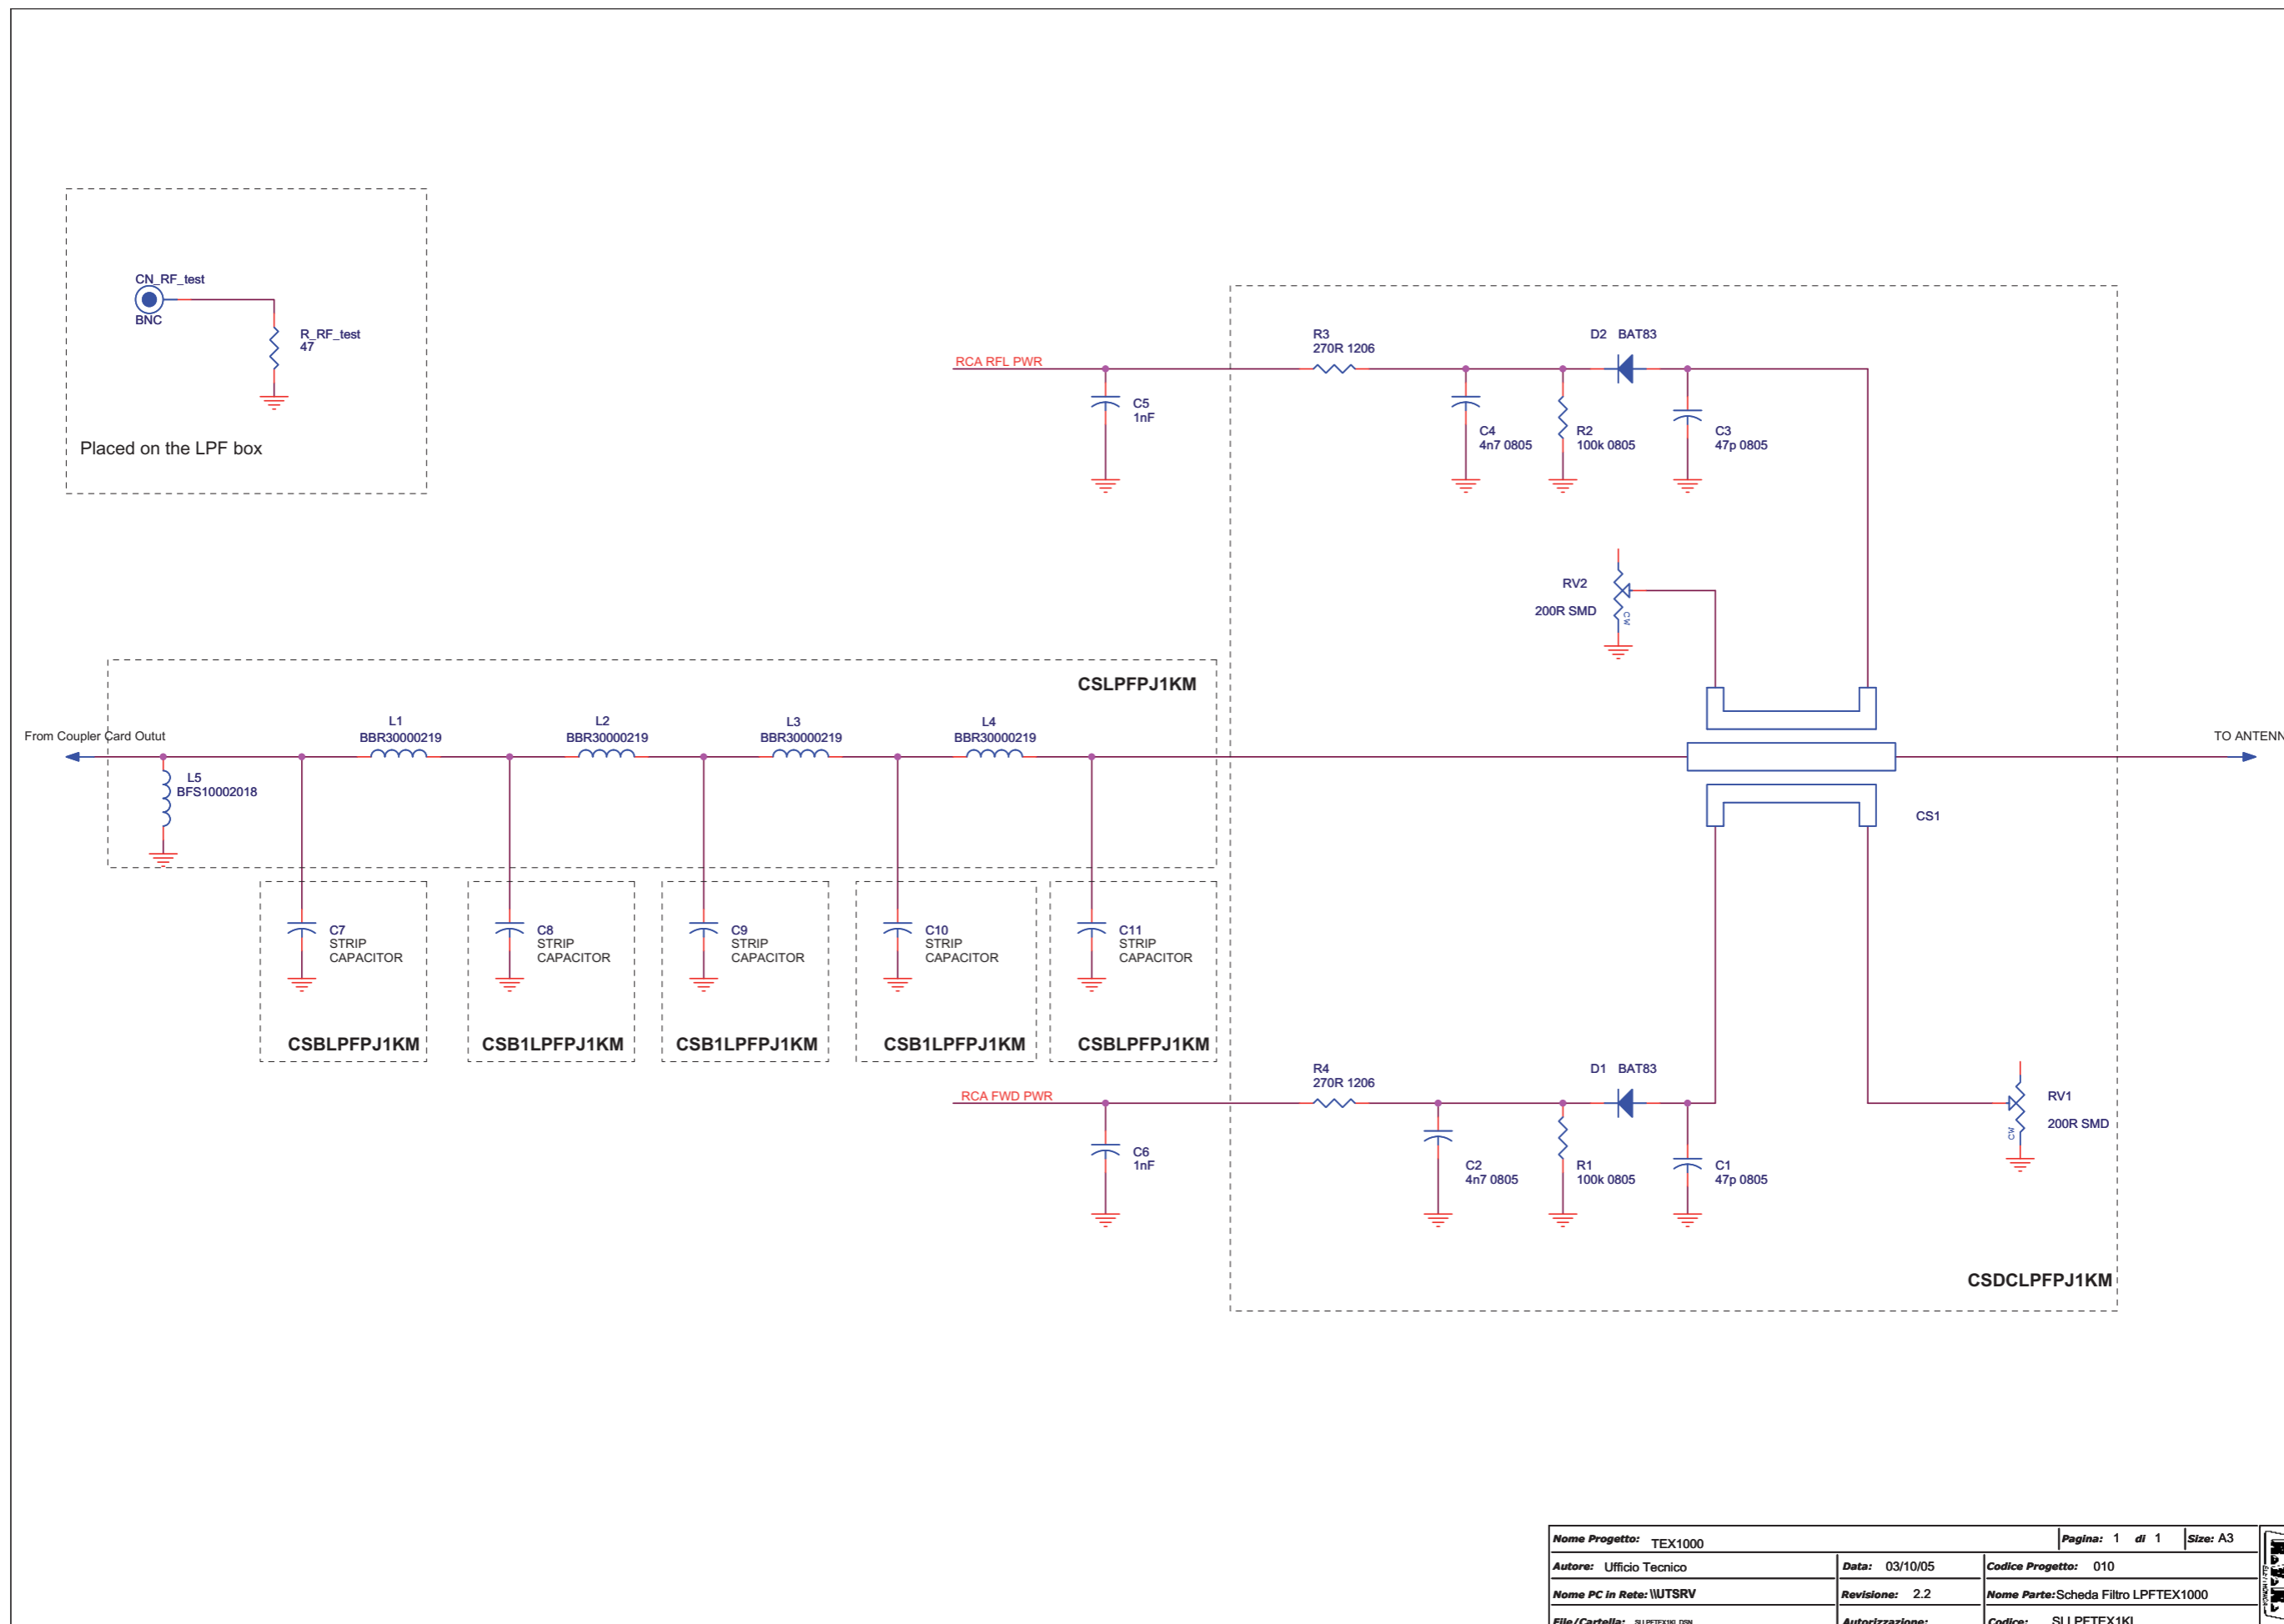 CN_RF_test
BNC
R_RF_test
47
Placed on the LPF box
RCA RFL PWR
C5
1nF
R3
270R 1206
D2 BAT83
C4
4n7 0805
R2
100k 0805
C3
47p 0805
RV2
200R SMD
CW
CSLPFPJ1KM
From Coupler Card Outut
L1
BBR30000219
L2
BBR30000219
L3
BBR30000219
L4
BBR30000219
TO ANTENN
L5
BFS10002018
CS1
C7
STRIP
CAPACITOR
C8
STRIP
CAPACITOR
C9
STRIP
CAPACITOR
C10
STRIP
CAPACITOR
C11
STRIP
CAPACITOR
CSBLPFPJ1KM
CSB1LPFPJ1KM
CSB1LPFPJ1KM
CSB1LPFPJ1KM
CSBLPFPJ1KM
RCA FWD PWR
C6
1nF
R4
270R 1206
D1 BAT83
C2
4n7 0805
R1
100k 0805
C1
47p 0805
RV1
200R SMD
CW
CSDCLPFPJ1KM
Nome Progetto: TEX1000
Pagina: 1 di 1
Size: A3
Autore: Ufficio Tecnico
Data: 03/10/05
Codice Progetto: 010
Nome PC in Rete: \\UTSRV
Revisione: 2.2
Nome Parte: Scheda Filtro LPFTEX1000
File/Cartella:
Autorizzazione:
Codice: